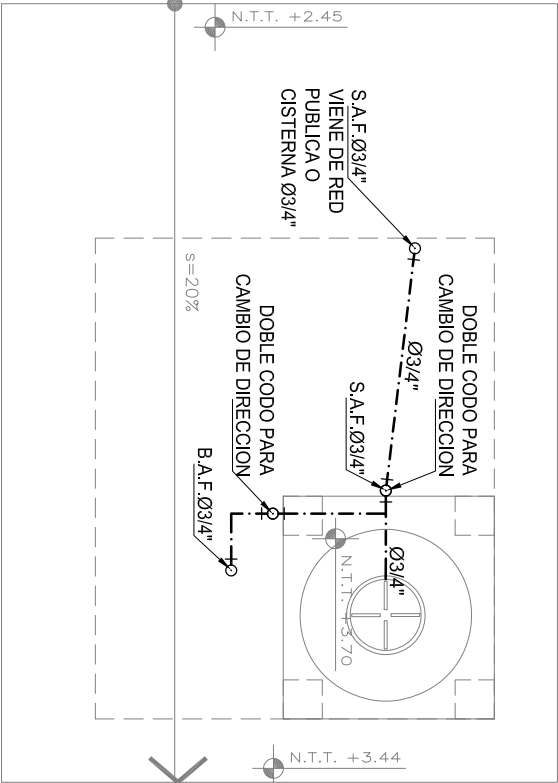 N.T.T. +2.45
S.A.F.Ø3/4"
VIENE DE RED
PUBLICA O
CISTERNA Ø3/4"
s=20%
DOBLE CODO PARA
CAMBIO DE DIRECCION
Ø3/4"
S.A.F.Ø3/4"
DOBLE CODO PARA
CAMBIO DE DIRECCION
B.A.F.Ø3/4"
Ø3/4"
N.T.T. +3.70
N.T.T. +3.44